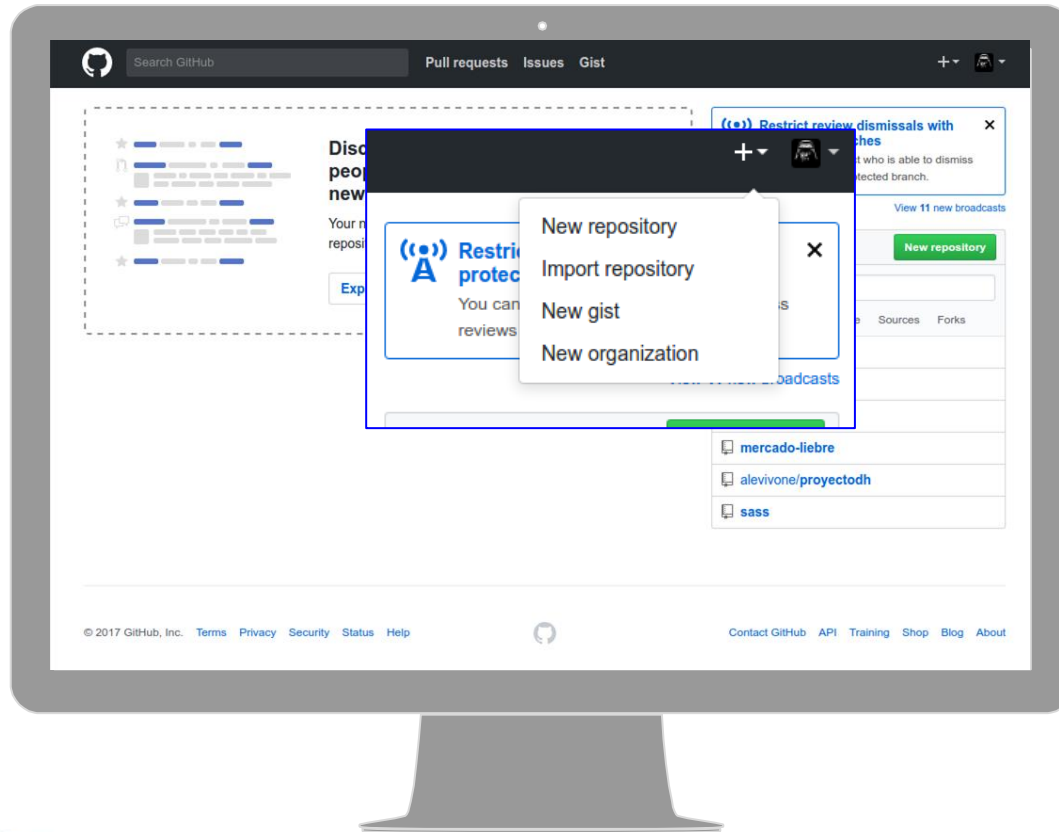 Search GitHub
Pull requests Issues Gist
Disc
peop
new
Your n
reposi
Exp
Restrict review dismissals with
ches
t who is able to dismiss
otected branch.
View 11 new broadcasts
New repository
Sources Forks
mercado-liebre
alevivone/proyectodh
sass
New repository
Import repository
New gist
New organization
Restri
protec
You can
reviews
oadcasts
© 2017 GitHub, Inc. Terms Privacy Security Status Help
Contact GitHub API Training Shop Blog About